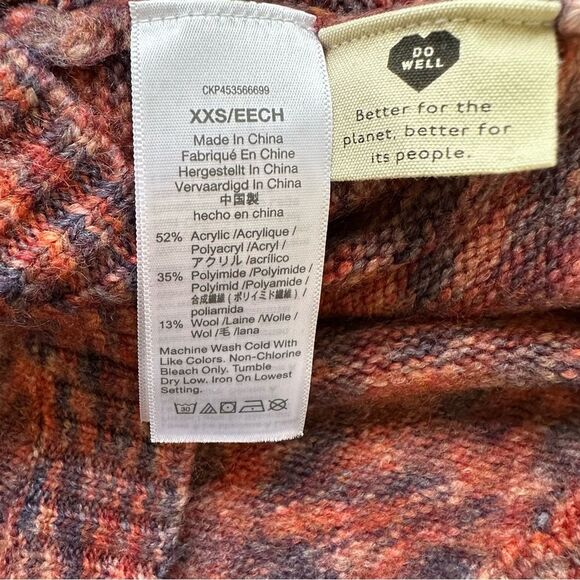 CKP453566699
XXS/EECH
Made In China
Fabriqué En Chine
Hergestellt In China
Vervaardigd In China
中国製
hecho en china
52% Acrylic /Acrylique /
Polyacryl /Acryl /
アクリル /acrílico
35% Polyimide /Polyimide /
Polyimid /Polyamide /
合成繊維 (ポリイミド繊維) /
poliamida
13% Wool /Laine /Wolle /
Wol /毛 /lana
Machine Wash Cold With
Like Colors. Non-Chlorine
Bleach Only. Tumble
Dry Low. Iron On Lowest
Setting.
30
DO
WELL
Better for the
planet, better for
its people.